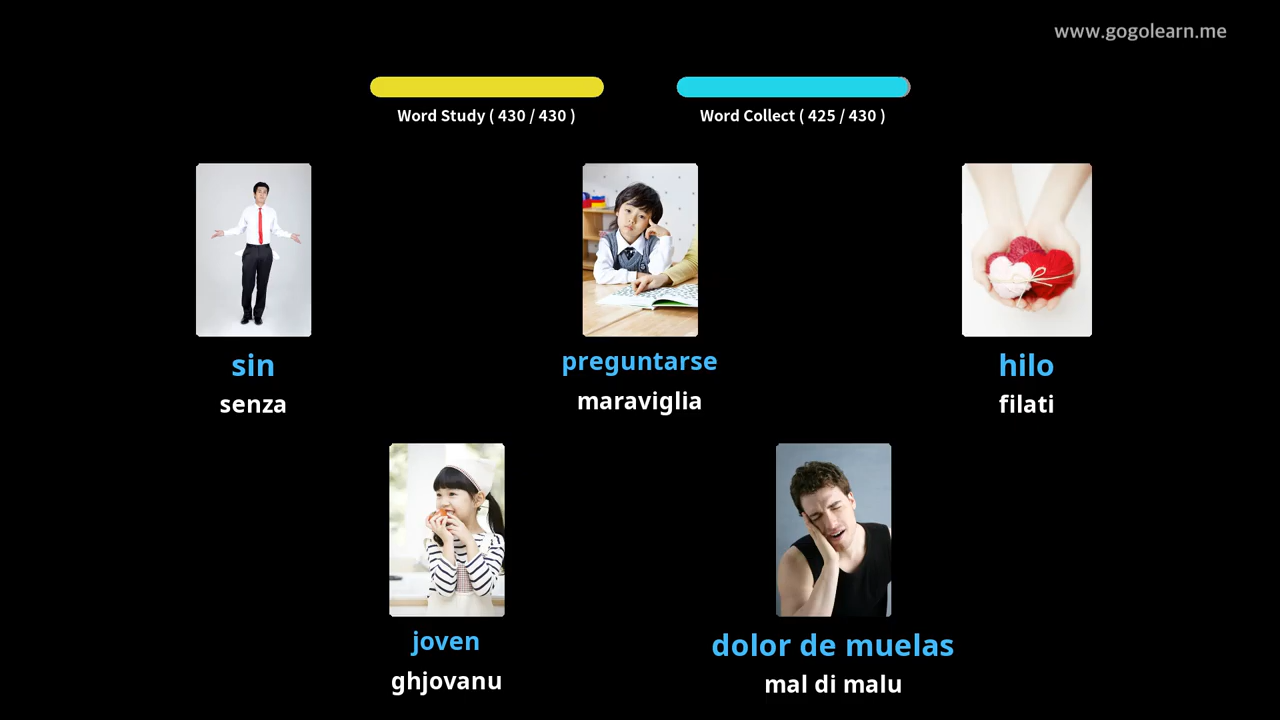 www.gogolearn.me
Word Study ( 430 / 430 )
Word Collect ( 425 / 430 )
sin
senza
preguntarse
maraviglia
hilo
filati
joven
ghjovanu
dolor de muelas
mal di malu